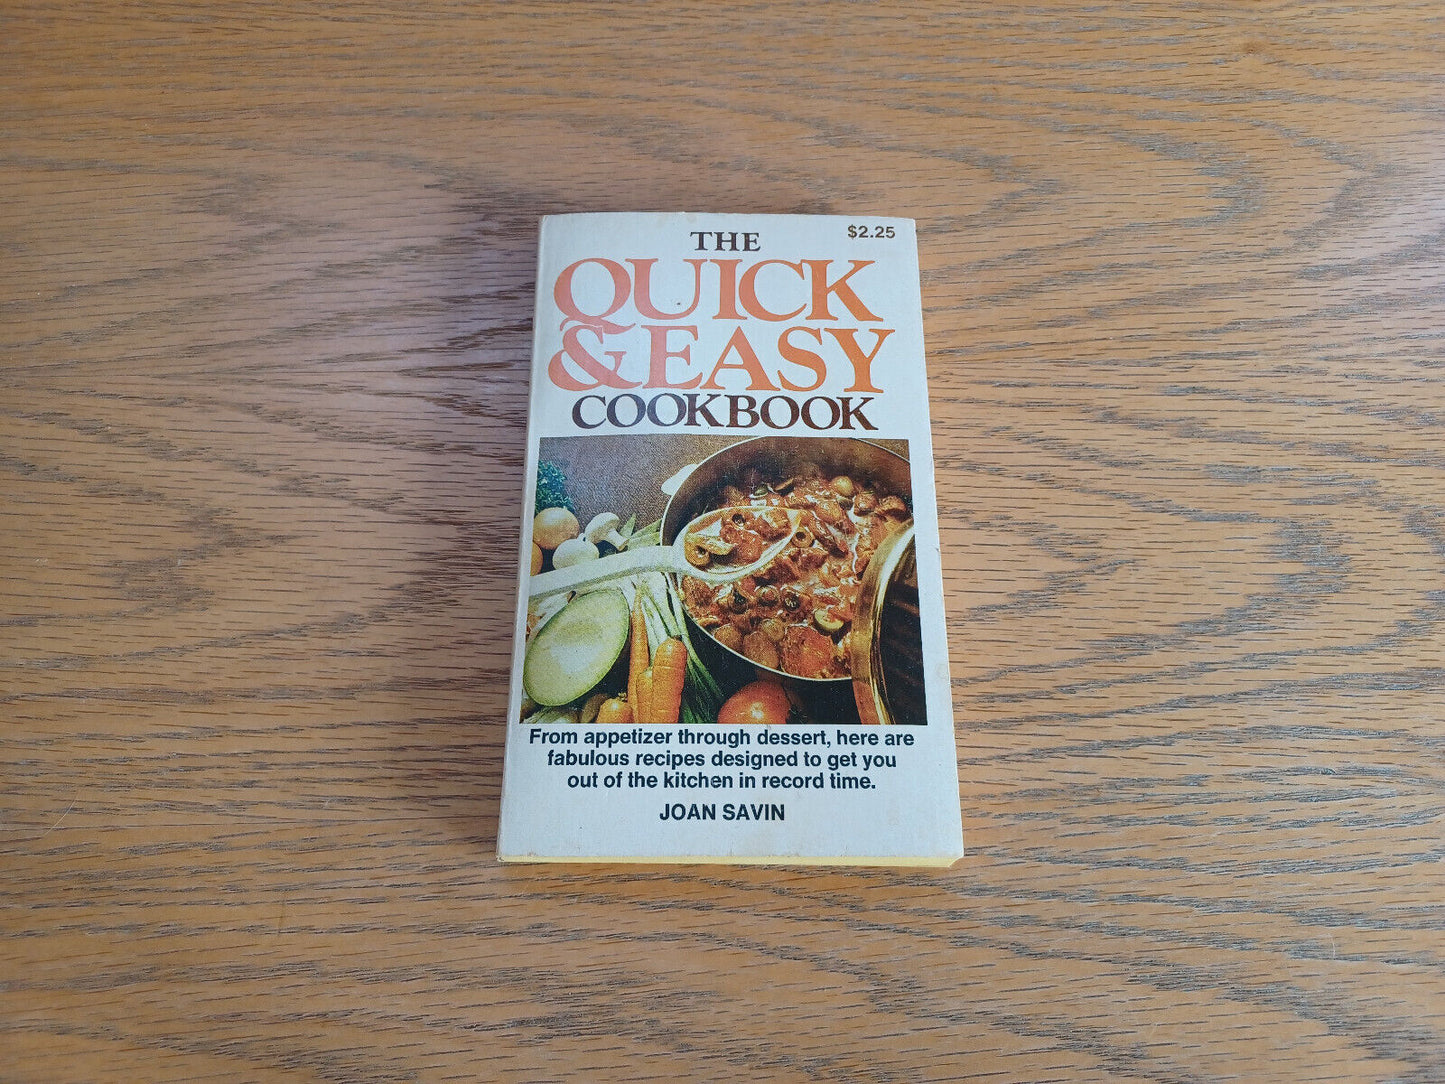 $2.25
THE
QUICK
&EASY
COOKBOOK
From appetizer through dessert, here are
fabulous recipes designed to get you
out of the kitchen in record time.
JOAN SAVIN